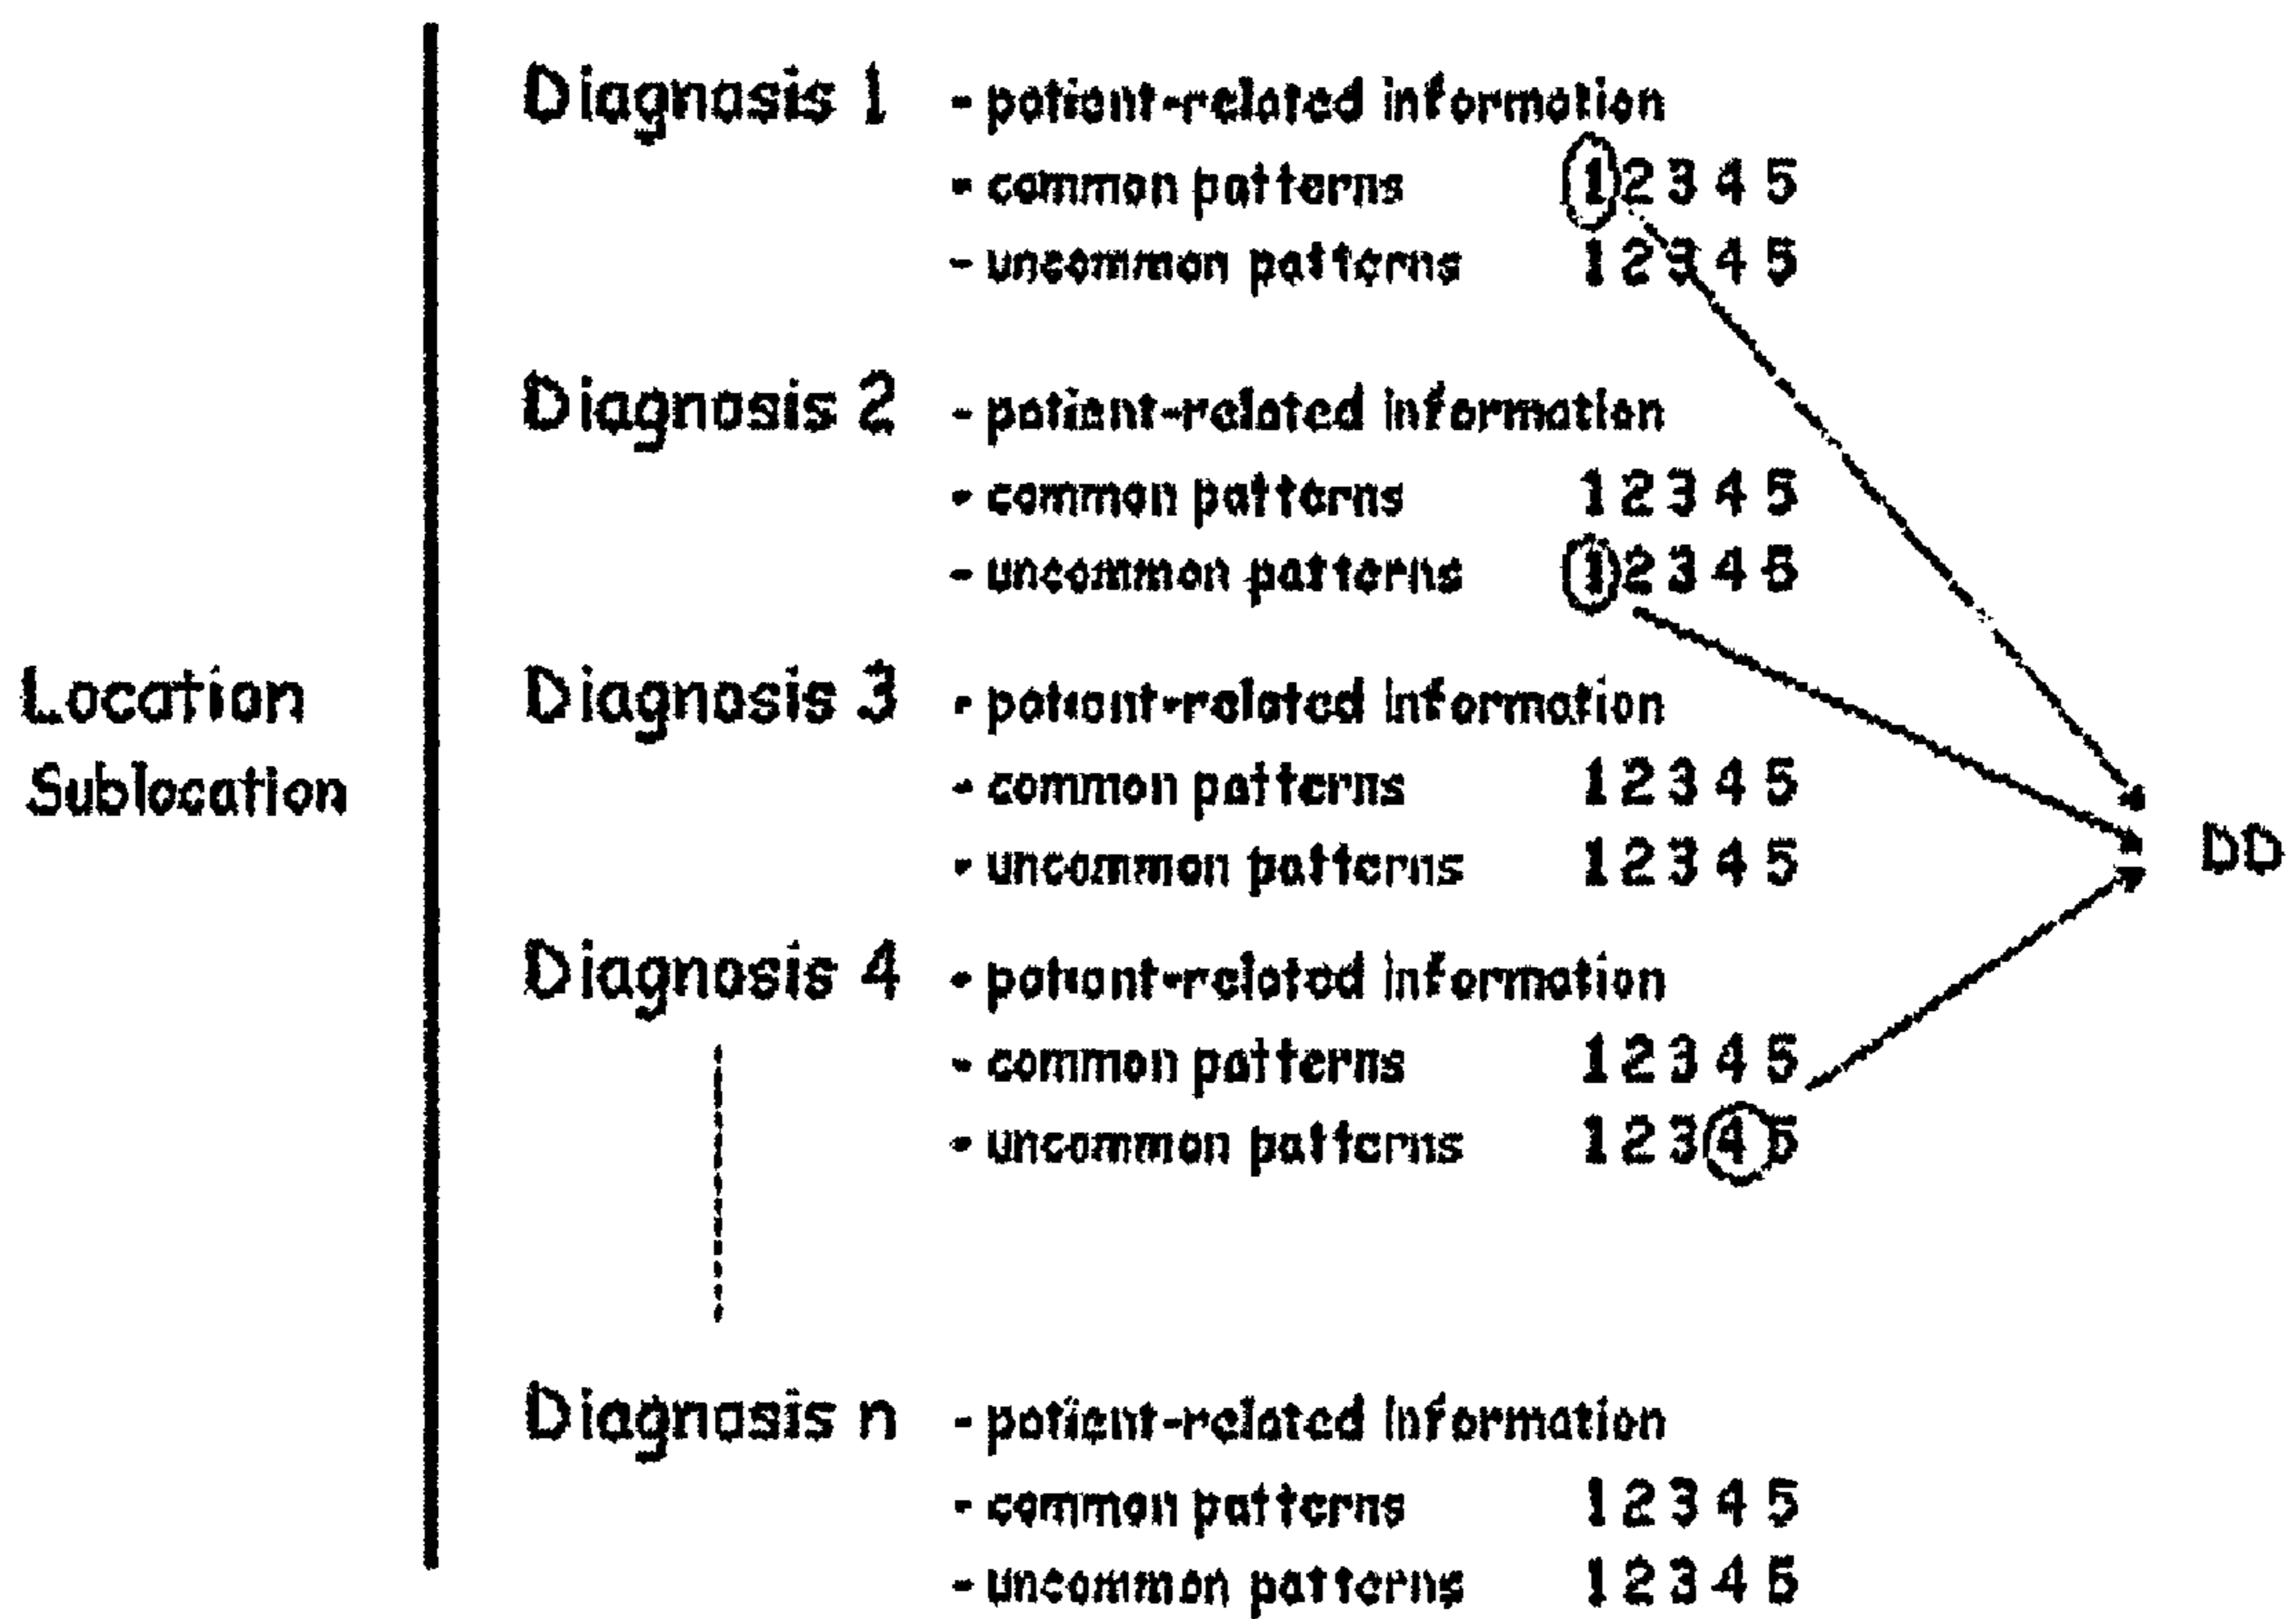 Diagnosis 1 - patient-related information
- common patterns 1 2 3 4 5
- uncommon patterns 1 2 3 4 5
Diagnosis 2 - patient-related information
- common patterns 1 2 3 4 5
- uncommon patterns 1 2 3 4 5
Location
Sublocation
Diagnosis 3 - patient-related information
- common patterns 1 2 3 4 5
- uncommon patterns 1 2 3 4 5
DD
Diagnosis 4 - patient-related information
- common patterns 1 2 3 4 5
- uncommon patterns 1 2 3 4 5
Diagnosis n - patient-related information
- common patterns 1 2 3 4 5
- uncommon patterns 1 2 3 4 5